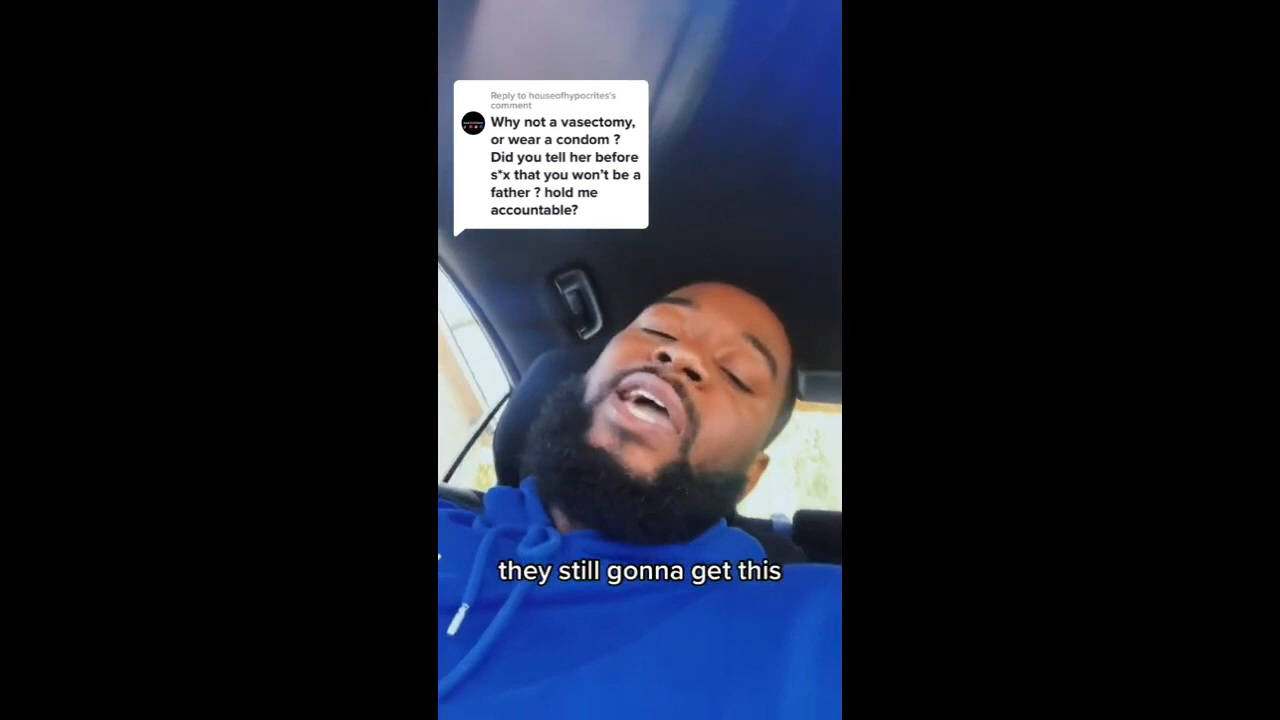 Reply to houseofhypocrites's
comment
Why not a vasectomy,
or wear a condom ?
Did you tell her before
s*x that you won't be a
father ? hold me
accountable?
they still gonna get this